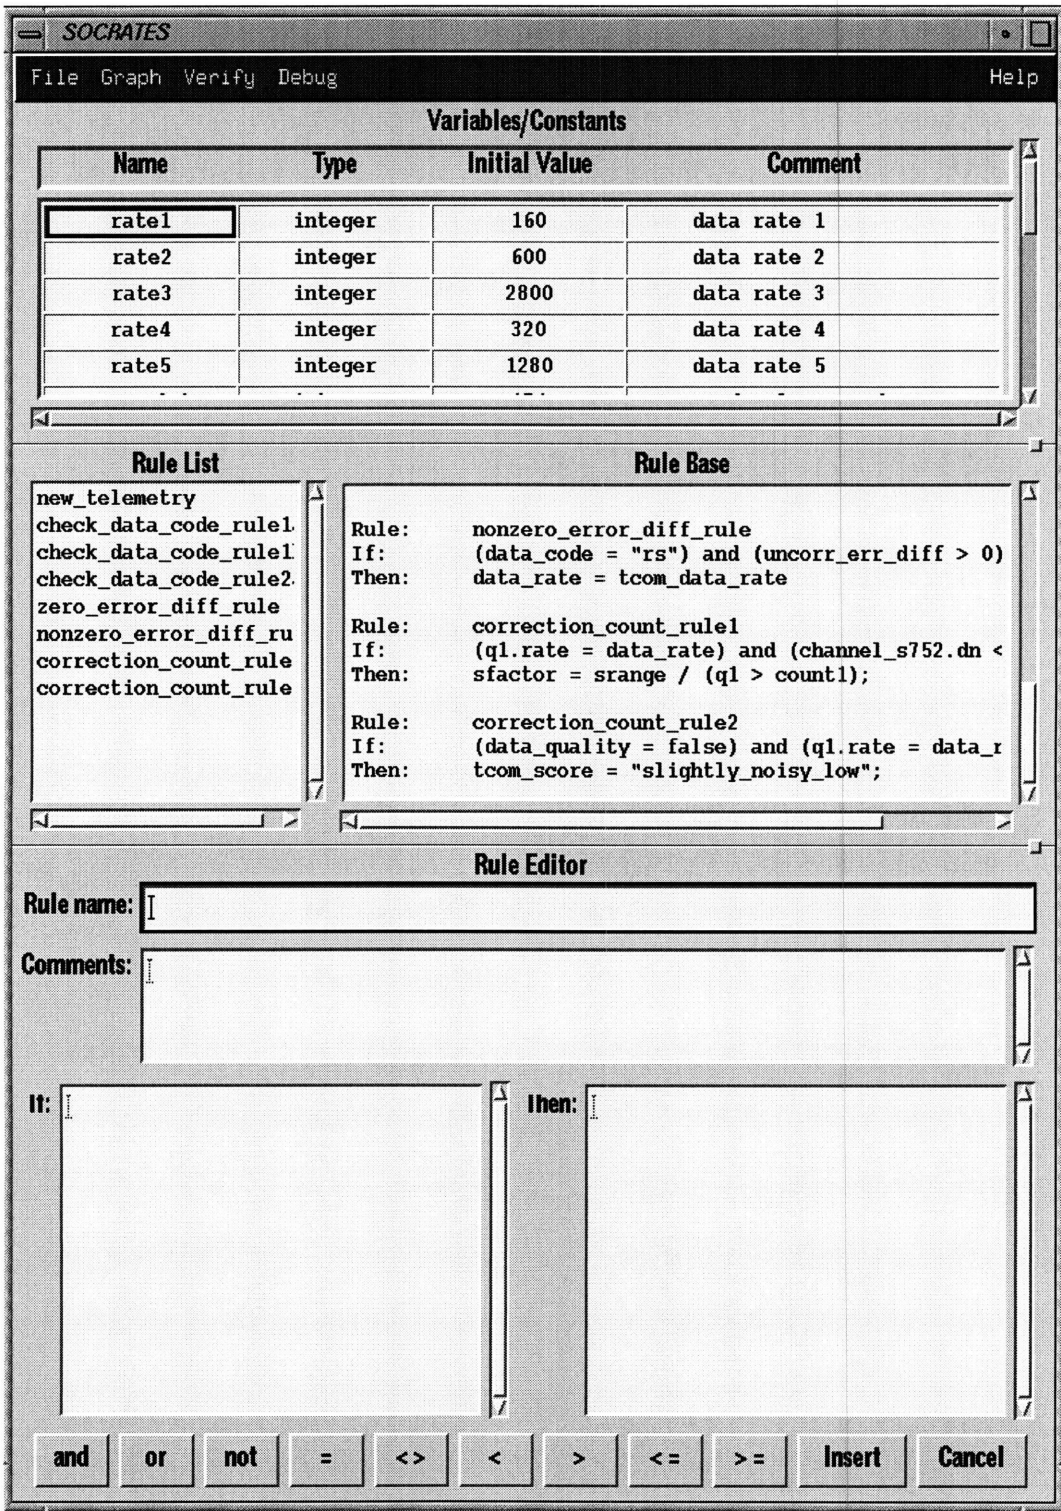 SOCRATES
File Graph Verify Debug Help
Variables/Constants
Name Type Initial Value Comment
rate1 integer 160 data rate 1
rate2 integer 600 data rate 2
rate3 integer 2800 data rate 3
rate4 integer 320 data rate 4
rate5 integer 1280 data rate 5
Rule List
new_telemetry
check_data_code_rule1
check_data_code_rule1
check_data_code_rule2
zero_error_diff_rule
nonzero_error_diff_ru
correction_count_rule
correction_count_rule
Rule Base
Rule: nonzero_error_diff_rule
If: (data_code = "rs") and (uncorr_err_diff > 0)
Then: data_rate = tcom_data_rate
Rule: correction_count_rule1
If: (q1.rate = data_rate) and (channel_s752.dn <
Then: sfactor = srange / (q1 > count1);
Rule: correction_count_rule2
If: (data_quality = false) and (q1.rate = data_r
Then: tcom_score = "slightly_noisy_low";
Rule Editor
Rule name:
Comments:
If: Then:
and or not = <> < > <= >= Insert Cancel